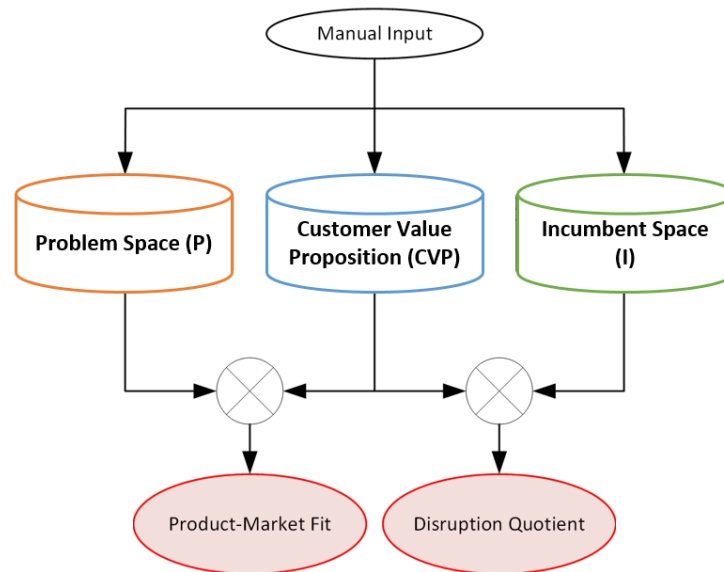 Manual Input
Problem Space (P)
Customer Value
Proposition (CVP)
Incumbent Space
(I)
Product-Market Fit
Disruption Quotient